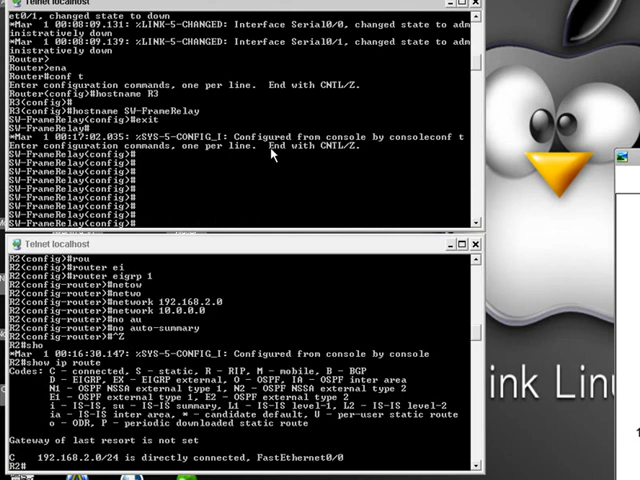 Telnet localhost
et0/1, changed state to down
*Mar  1 00:08:09.131: %LINK-5-CHANGED: Interface Serial0/0, changed state to adm
inistratively down
*Mar  1 00:08:09.139: %LINK-5-CHANGED: Interface Serial0/1, changed state to adm
inistratively down
Router>
Router>ena
Router#conf t
Enter configuration commands, one per line.  End with CNTL/Z.
Router(config)#hostname R3
R3(config)#
R3(config)#hostname SW-FrameRelay
SW-FrameRelay(config)#exit
SW-FrameRelay#
*Mar  1 00:17:02.035: %SYS-5-CONFIG_I: Configured from console by consoleconf t
Enter configuration commands, one per line.  End with CNTL/Z.
SW-FrameRelay(config)#
SW-FrameRelay(config)#
SW-FrameRelay(config)#
SW-FrameRelay(config)#
SW-FrameRelay(config)#
SW-FrameRelay(config)#
SW-FrameRelay(config)#
SW-FrameRelay(config)#
SW-FrameRelay(config)#
Telnet localhost
R2(config)#rou
R2(config)#router ei
R2(config)#router eigrp 1
R2(config-router)#netow
R2(config-router)#netwo
R2(config-router)#network 192.168.2.0
R2(config-router)#network 10.0.0.0
R2(config-router)#no au
R2(config-router)#no auto-summary
R2(config-router)#^Z
R2#sho
*Mar  1 00:16:30.147: %SYS-5-CONFIG_I: Configured from console by console
R2#show ip route
Codes: C - connected, S - static, R - RIP, M - mobile, B - BGP
D - EIGRP, EX - EIGRP external, O - OSPF, IA - OSPF inter area
N1 - OSPF NSSA external type 1, N2 - OSPF NSSA external type 2
E1 - OSPF external type 1, E2 - OSPF external type 2
i - IS-IS, su - IS-IS summary, L1 - IS-IS level-1, L2 - IS-IS level-2
ia - IS-IS inter area, * - candidate default, U - per-user static route
o - ODR, P - periodic downloaded static route
Gateway of last resort is not set
C    192.168.2.0/24 is directly connected, FastEthernet0/0
R2#
ink Lin
1